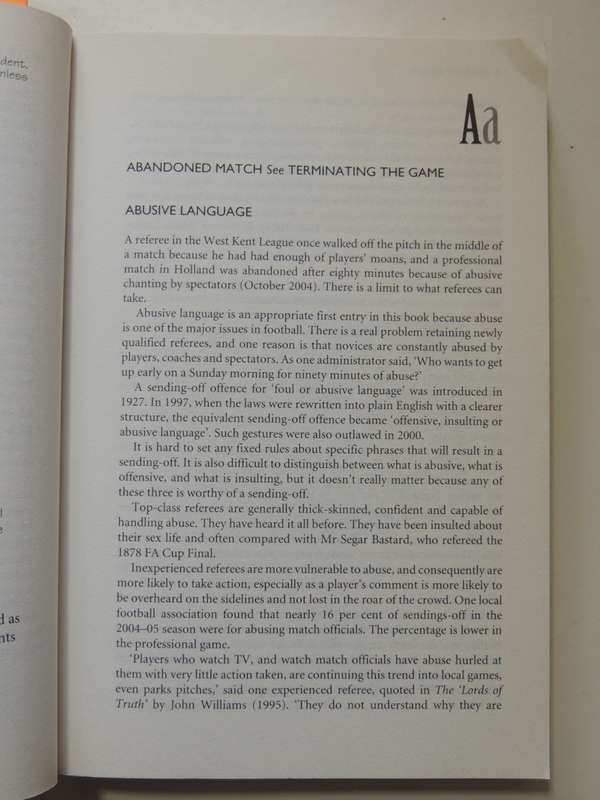 dent.
nless
l
e
d as
nts
Aa
ABANDONED MATCH See TERMINATING THE GAME
ABUSIVE LANGUAGE
A referee in the West Kent League once walked off the pitch in the middle of
a match because he had had enough of players' moans, and a professional
match in Holland was abandoned after eighty minutes because of abusive
chanting by spectators (October 2004). There is a limit to what referees can
take.
Abusive language is an appropriate first entry in this book because abuse
is one of the major issues in football. There is a real problem retaining newly
qualified referees, and one reason is that novices are constantly abused by
players, coaches and spectators. As one administrator said, 'Who wants to get
up early on a Sunday morning for ninety minutes of abuse?'
A sending-off offence for 'foul or abusive language' was introduced in
1927. In 1997, when the laws were rewritten into plain English with a clearer
structure, the equivalent sending-off offence became 'offensive, insulting or
abusive language'. Such gestures were also outlawed in 2000.
It is hard to set any fixed rules about specific phrases that will result in a
sending-off. It is also difficult to distinguish between what is abusive, what is
offensive, and what is insulting, but it doesn't really matter because any of
these three is worthy of a sending-off.
Top-class referees are generally thick-skinned, confident and capable of
handling abuse. They have heard it all before. They have been insulted about
their sex life and often compared with Mr Segar Bastard, who refereed the
1878 FA Cup Final.
Inexperienced referees are more vulnerable to abuse, and consequently are
more likely to take action, especially as a player's comment is more likely to
be overheard on the sidelines and not lost in the roar of the crowd. One local
football association found that nearly 16 per cent of sendings-off in the
2004–05 season were for abusing match officials. The percentage is lower in
the professional game.
'Players who watch TV, and watch match officials have abuse hurled at
them with very little action taken, are continuing this trend into local games,
even parks pitches,' said one experienced referee, quoted in The 'Lords of
Truth' by John Williams (1995). 'They do not understand why they are